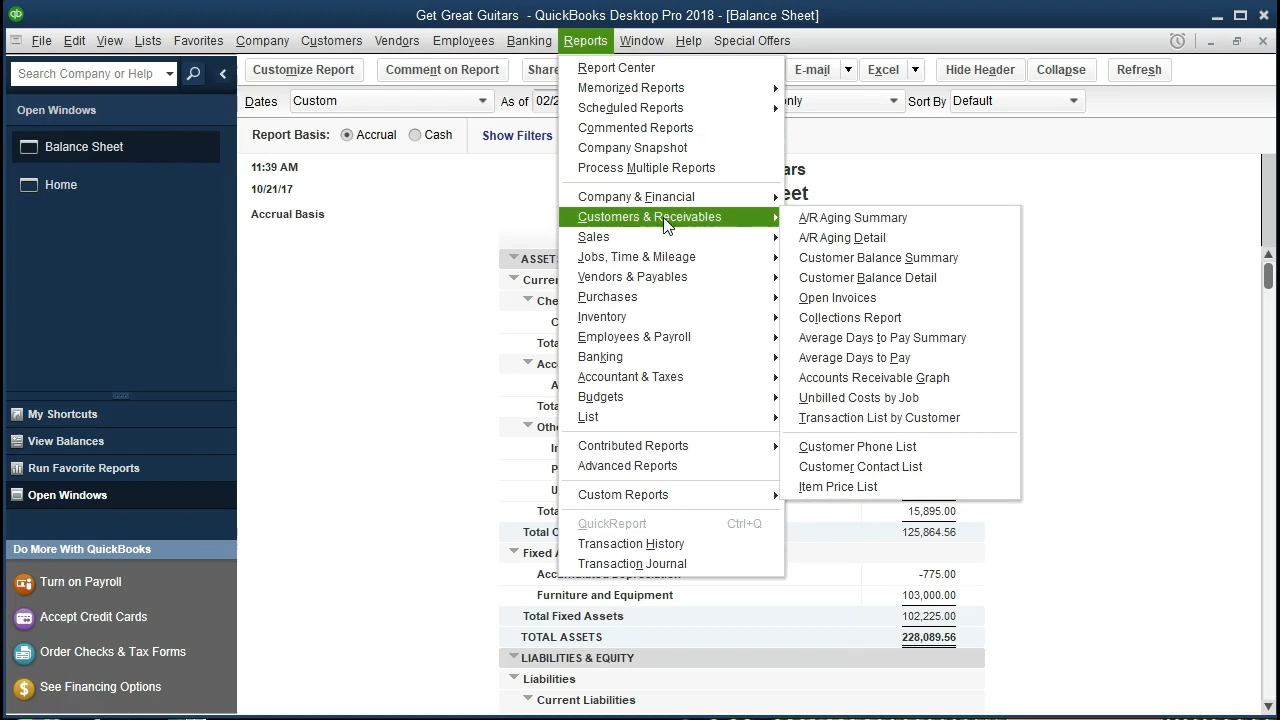 Get Great Guitars - QuickBooks Desktop Pro 2018 - [Balance Sheet]
File Edit View Lists Favorites Company Customers Vendors Employees Banking Reports Window Help Special Offers
Search Company or Help
Customize Report Comment on Report Share E-mail Excel Hide Header Collapse Refresh
Open Windows
Balance Sheet
Home
My Shortcuts
View Balances
Run Favorite Reports
Open Windows
Do More With QuickBooks
Turn on Payroll
Accept Credit Cards
Order Checks & Tax Forms
See Financing Options
Dates Custom As of 02/2 only Sort By Default
Report Basis: Accrual Cash Show Filters
11:39 AM
10/21/17
Accrual Basis
Report Center
Memorized Reports
Scheduled Reports
Commented Reports
Company Snapshot
Process Multiple Reports
Company & Financial
Customers & Receivables
Sales
Jobs, Time & Mileage
Vendors & Payables
Purchases
Inventory
Employees & Payroll
Banking
Accountant & Taxes
Budgets
List
Contributed Reports
Advanced Reports
Custom Reports
QuickReport Ctrl+Q
Transaction History
Transaction Journal
A/R Aging Summary
A/R Aging Detail
Customer Balance Summary
Customer Balance Detail
Open Invoices
Collections Report
Average Days to Pay Summary
Average Days to Pay
Accounts Receivable Graph
Unbilled Costs by Job
Transaction List by Customer
Customer Phone List
Customer Contact List
Item Price List
15,895.00
125,864.56
-775.00
Furniture and Equipment 103,000.00
Total Fixed Assets 102,225.00
TOTAL ASSETS 228,089.56
LIABILITIES & EQUITY
Liabilities
Current Liabilities